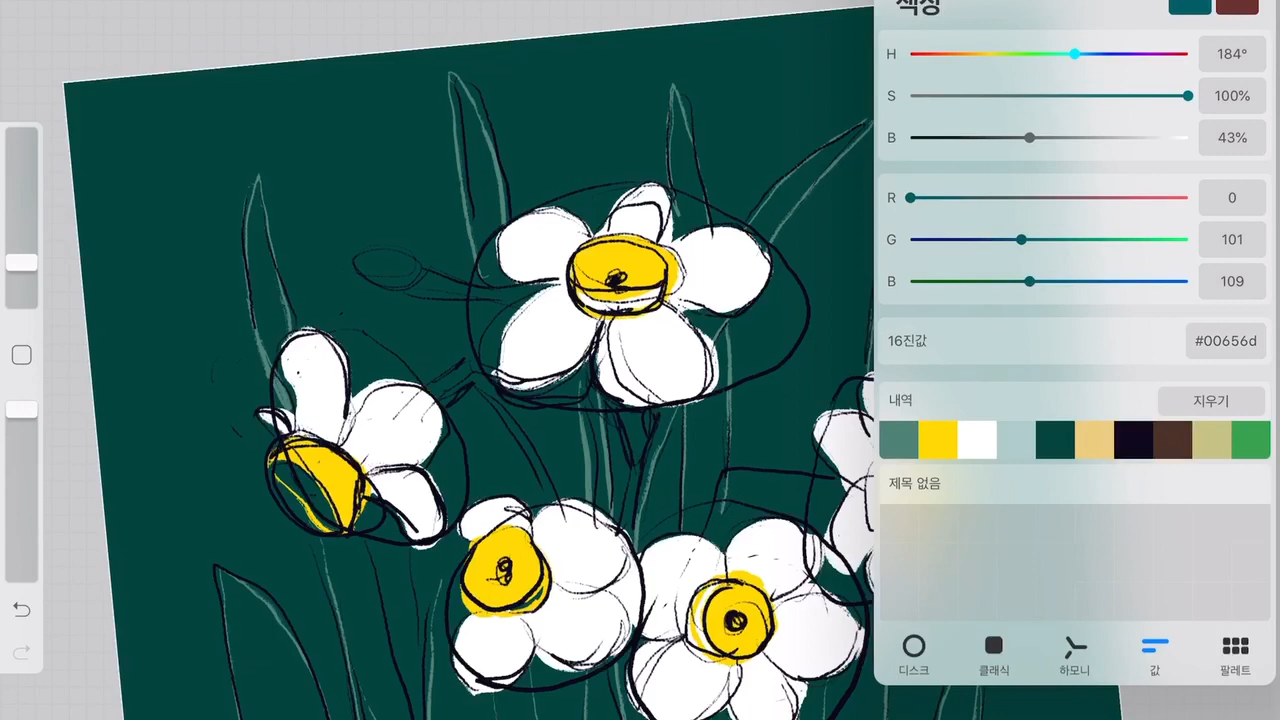 색상
H 184°
S 100%
B 43%
R 0
G 101
B 109
16진값 #00656d
내역 지우기
제목 없음
디스크 클래식 하모니 값 팔레트